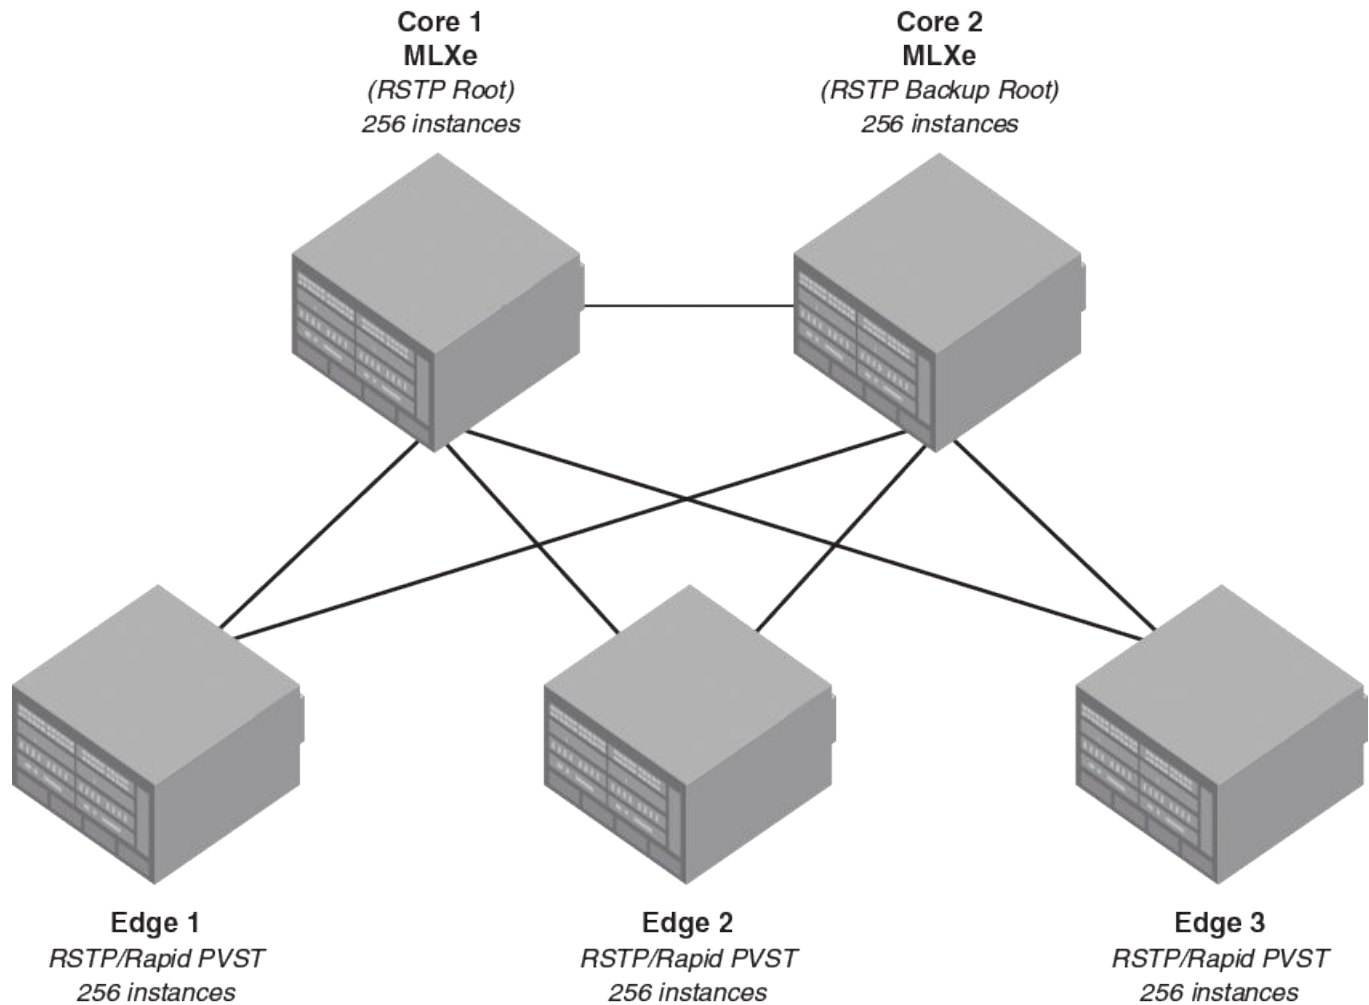 Core 1
MLXe
(RSTP Root)
256 instances
Core 2
MLXe
(RSTP Backup Root)
256 instances
Edge 1
RSTP/Rapid PVST
256 instances
Edge 2
RSTP/Rapid PVST
256 instances
Edge 3
RSTP/Rapid PVST
256 instances